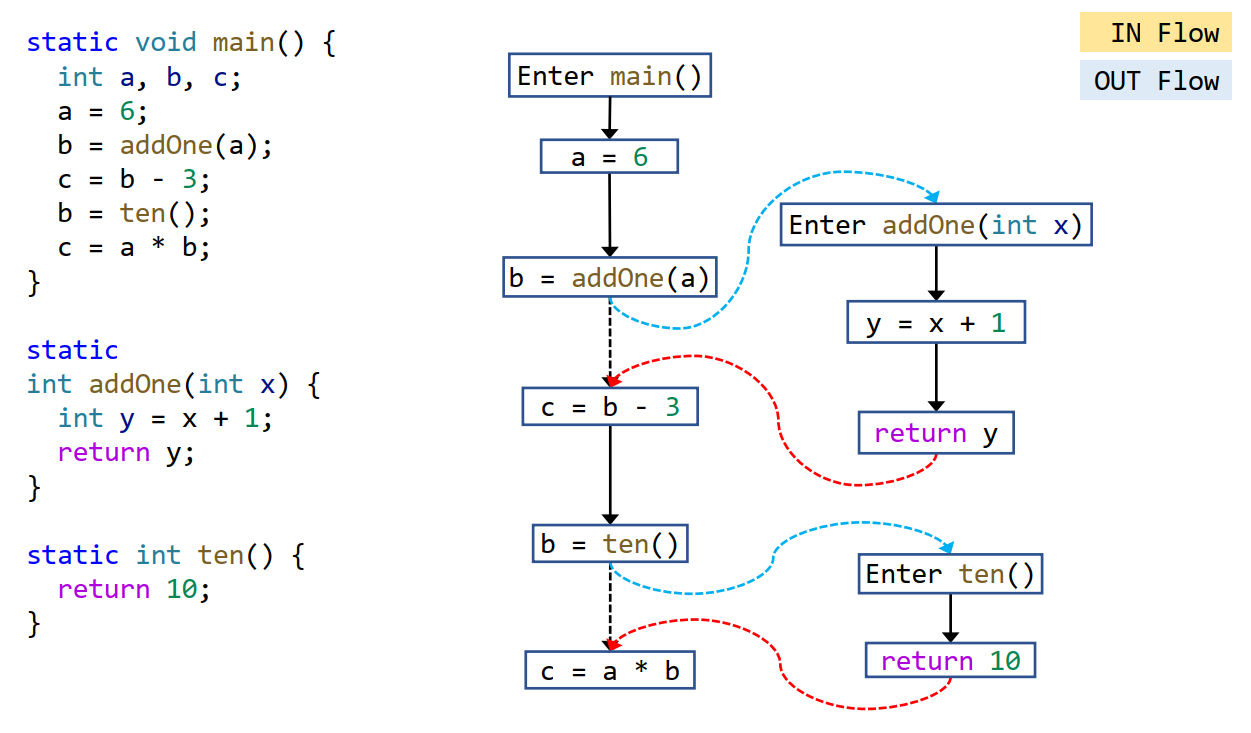 static void main() {
int a, b, c;
a = 6;
b = addOne(a);
c = b - 3;
b = ten();
c = a * b;
}
static
int addOne(int x) {
int y = x + 1;
return y;
}
static int ten() {
return 10;
}
Enter main()
a = 6
b = addOne(a)
c = b - 3
b = ten()
c = a * b
Enter addOne(int x)
y = x + 1
return y
Enter ten()
return 10
IN Flow
OUT Flow